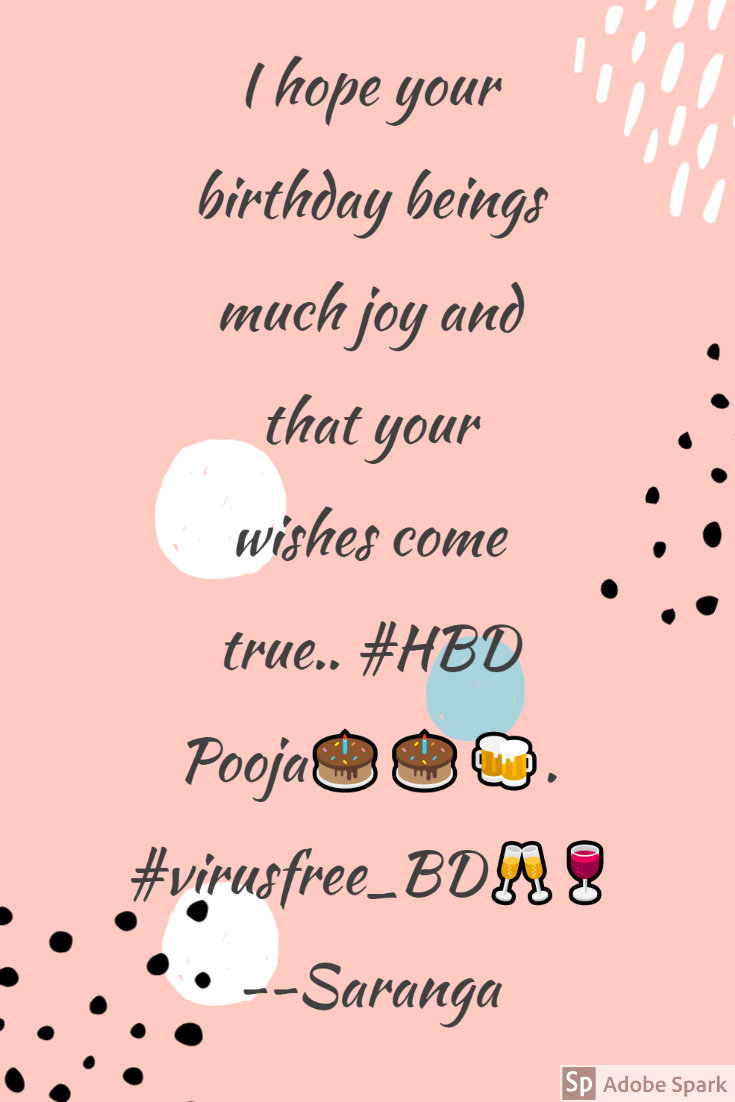 I hope your
birthday beings
much joy and
that your
wishes come
true.. #HBD
Pooja🎂🎂🍻.
#virusfree_BD🥂🍷
--Saranga
Sp Adobe Spark